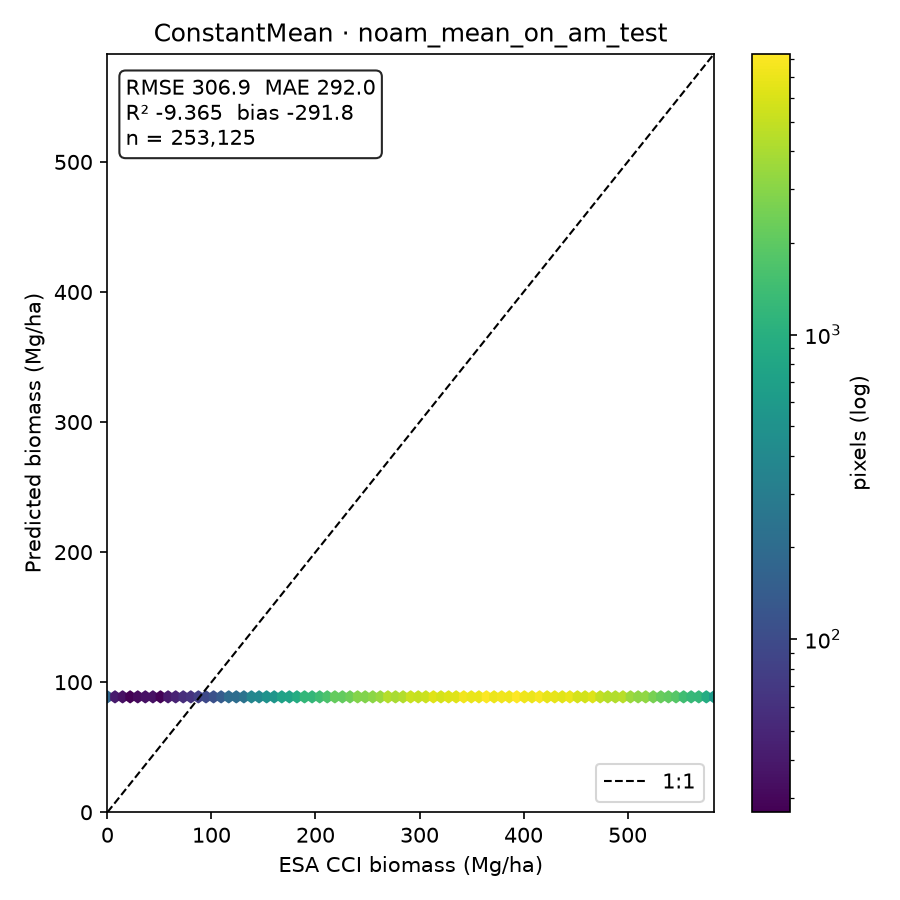 ConstantMean · noam_mean_on_am_test
RMSE 306.9  MAE 292.0
R² -9.365  bias -291.8
n = 253,125
500
400
300
200
100
0
Predicted biomass (Mg/ha)
0 100 200 300 400 500
ESA CCI biomass (Mg/ha)
1:1
10³
10²
pixels (log)